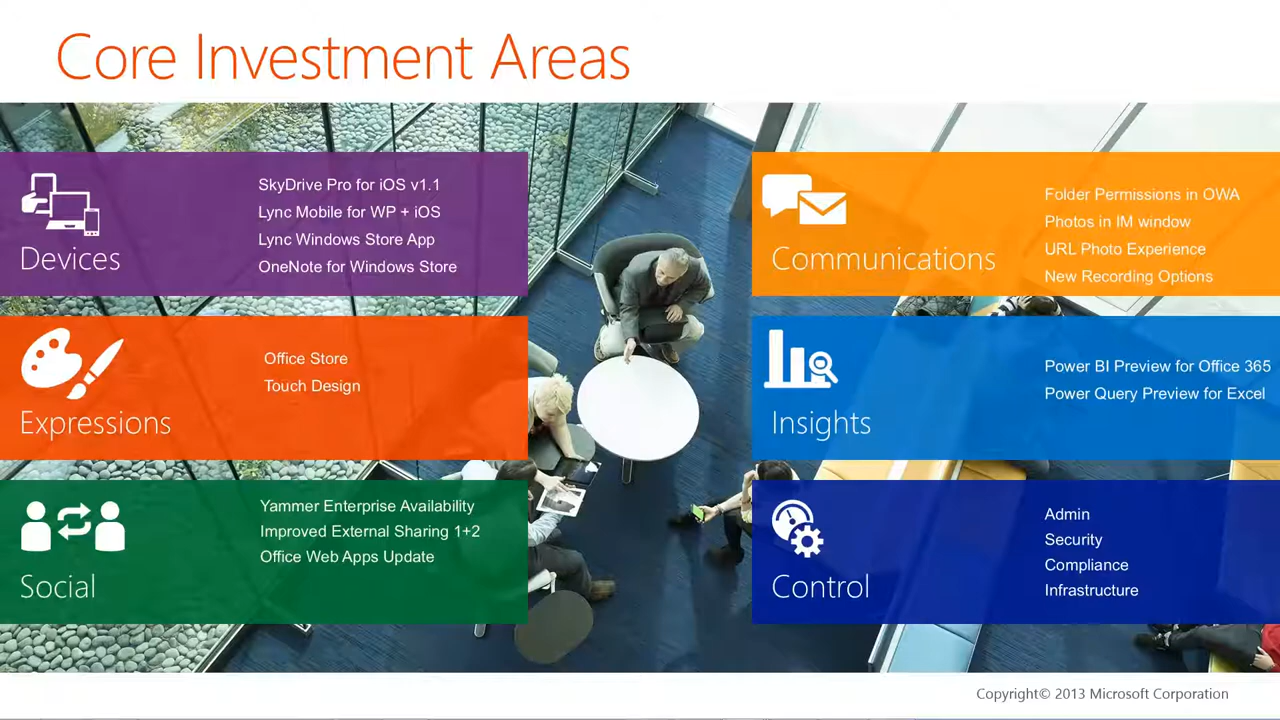 Core Investment Areas
Devices
SkyDrive Pro for iOS v1.1
Lync Mobile for WP + iOS
Lync Windows Store App
OneNote for Windows Store
Expressions
Office Store
Touch Design
Social
Yammer Enterprise Availability
Improved External Sharing 1+2
Office Web Apps Update
Communications
Folder Permissions in OWA
Photos in IM window
URL Photo Experience
New Recording Options
Insights
Power BI Preview for Office 365
Power Query Preview for Excel
Control
Admin
Security
Compliance
Infrastructure
Copyright© 2013 Microsoft Corporation